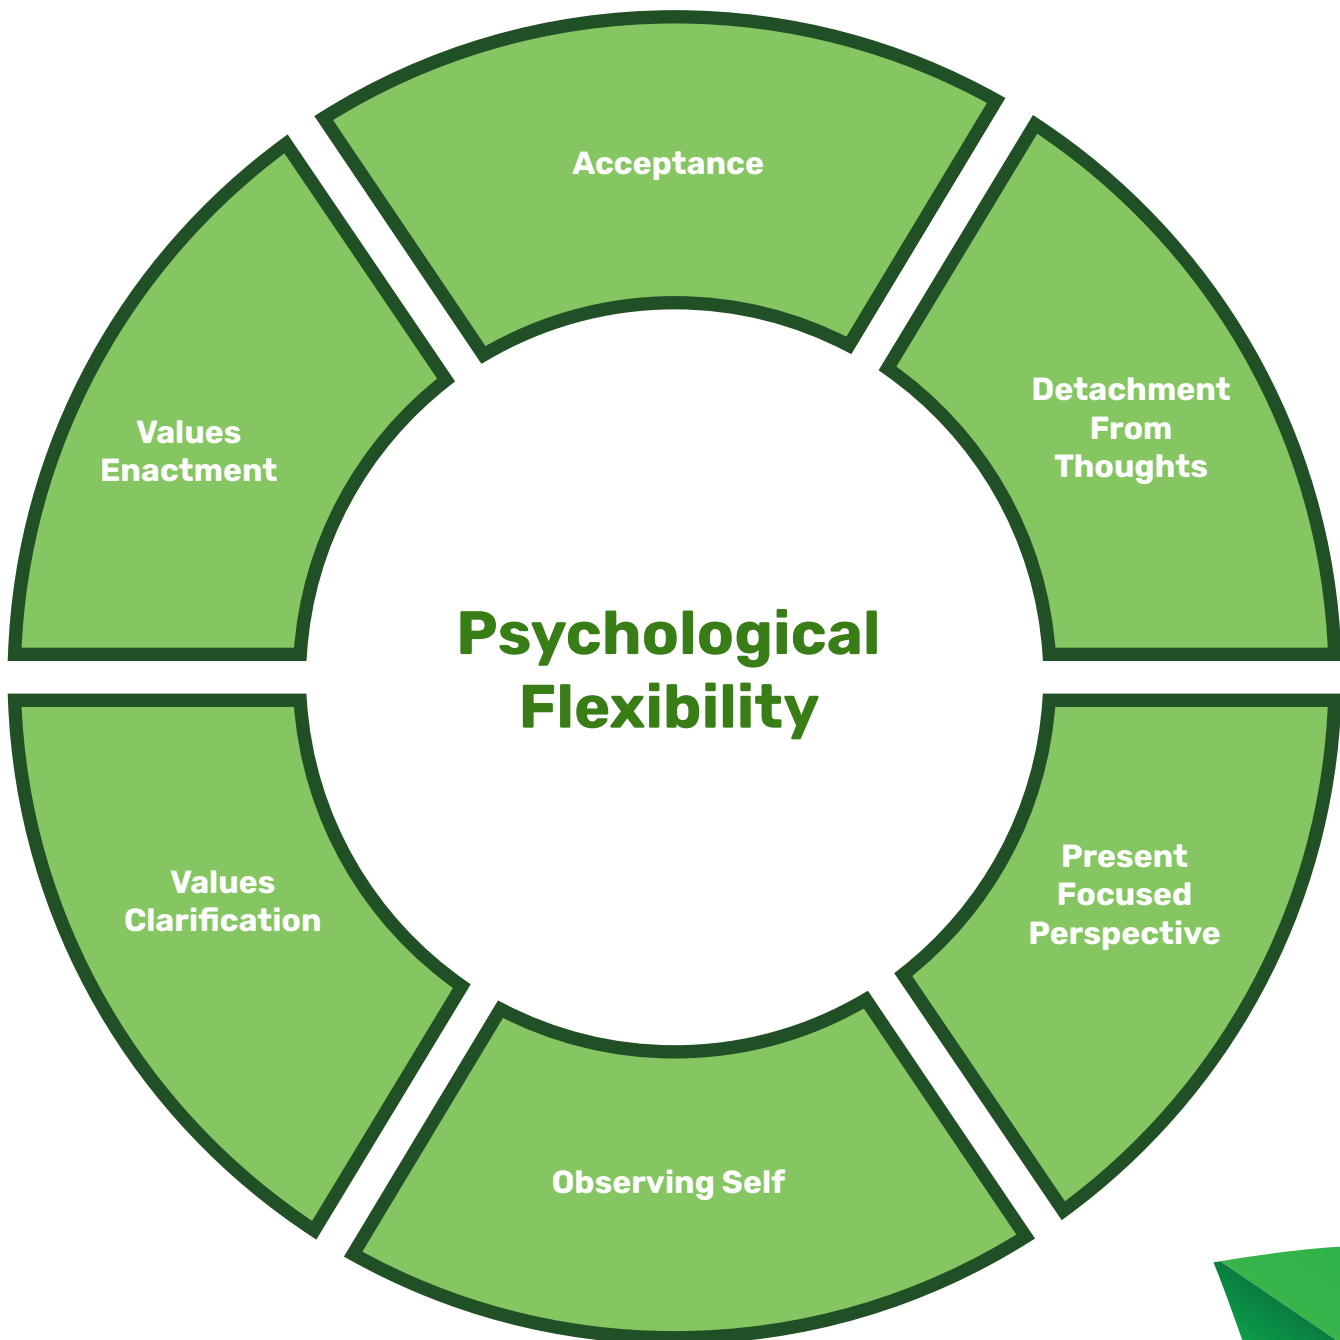 Acceptance
Detachment
From
Thoughts
Present
Focused
Perspective
Observing Self
Values
Clarification
Values
Enactment
Psychological
Flexibility